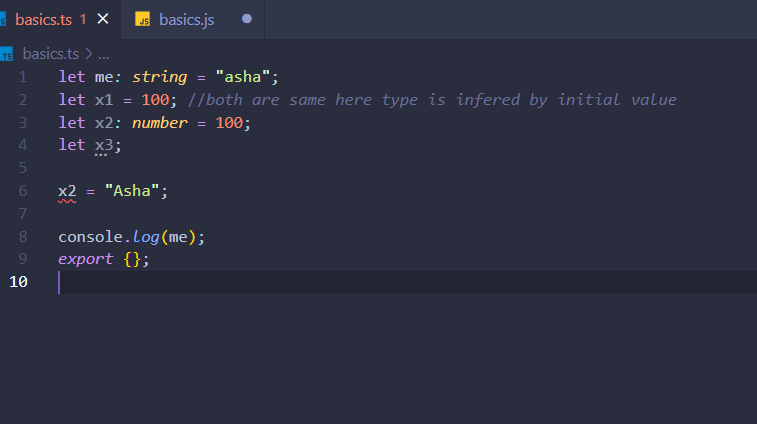 basics.ts 1 × JS basics.js ●
TS basics.ts > ...
1 let me: string = "asha";
2 let x1 = 100; //both are same here type is infered by initial value
3 let x2: number = 100;
4 let x3;
5
6 x2 = "Asha";
7
8 console.log(me);
9 export {};
10